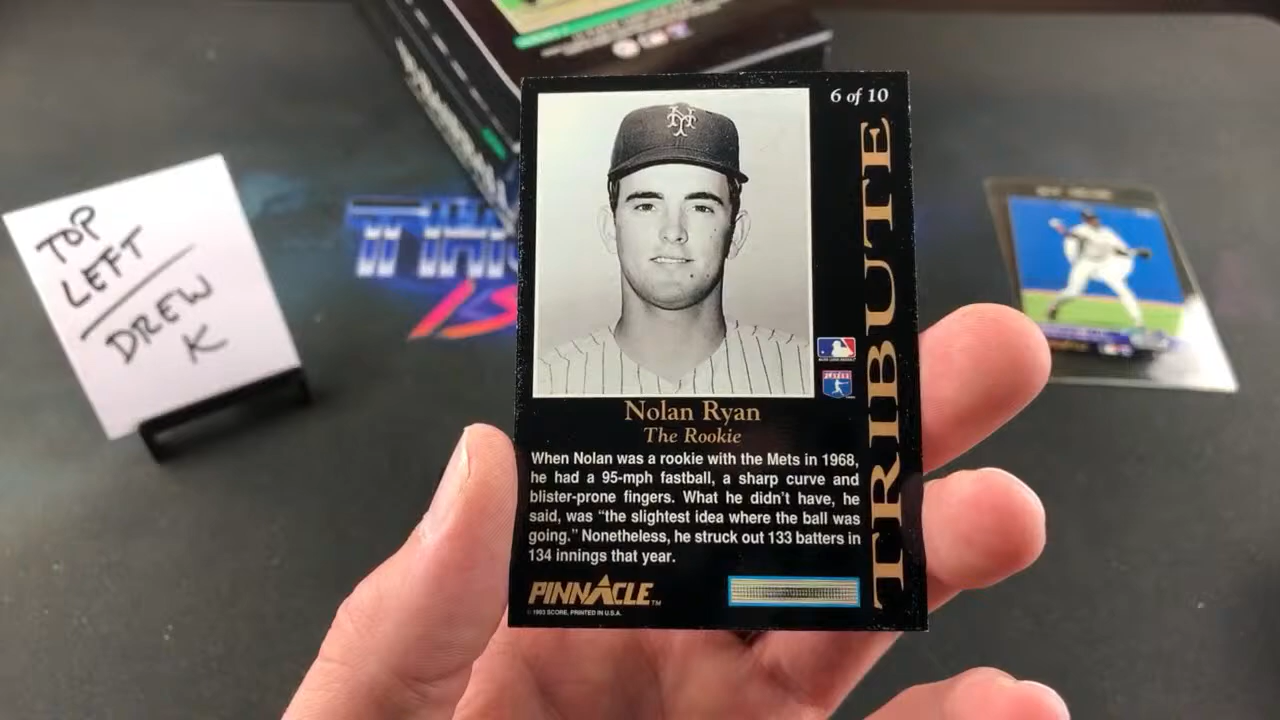 TOP
LEFT
DREW
K
6 of 10
TRIBUTE
NY
PLAYERS
Nolan Ryan
The Rookie
When Nolan was a rookie with the Mets in 1968,
he had a 95-mph fastball, a sharp curve and
blister-prone fingers. What he didn't have, he
said, was “the slightest idea where the ball was
going.” Nonetheless, he struck out 133 batters in
134 innings that year.
PINNACLE™
© 1993 SCORE, PRINTED IN U.S.A.